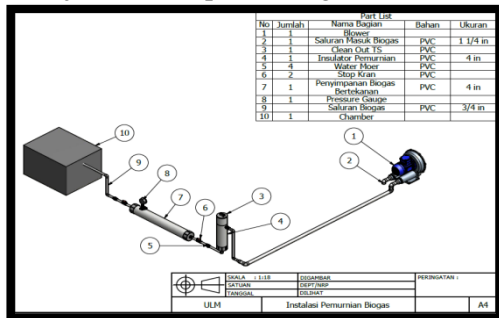 Part List
No Jumlah Nama Bagian Bahan Ukuran
1 1 Blower
2 1 Saluran Masuk Biogas PVC 1 1/4 in
3 1 Clean Out TS PVC
4 1 Insulator Pemurnian PVC 4 in
5 4 Water Moer PVC
6 2 Stop Kran PVC
7 1 Penyimpanan Biogas Bertekanan PVC 4 in
8 1 Pressure Gauge
9 Saluran Biogas PVC 3/4 in
10 1 Chamber
10
9
8
7
6
5
3
4
1
2
SKALA : 1:18 DIGAMBAR PERINGATAN :
SATUAN DEPT/NRP
TANGGAL DILIHAT
ULM Instalasi Pemurnian Biogas A4